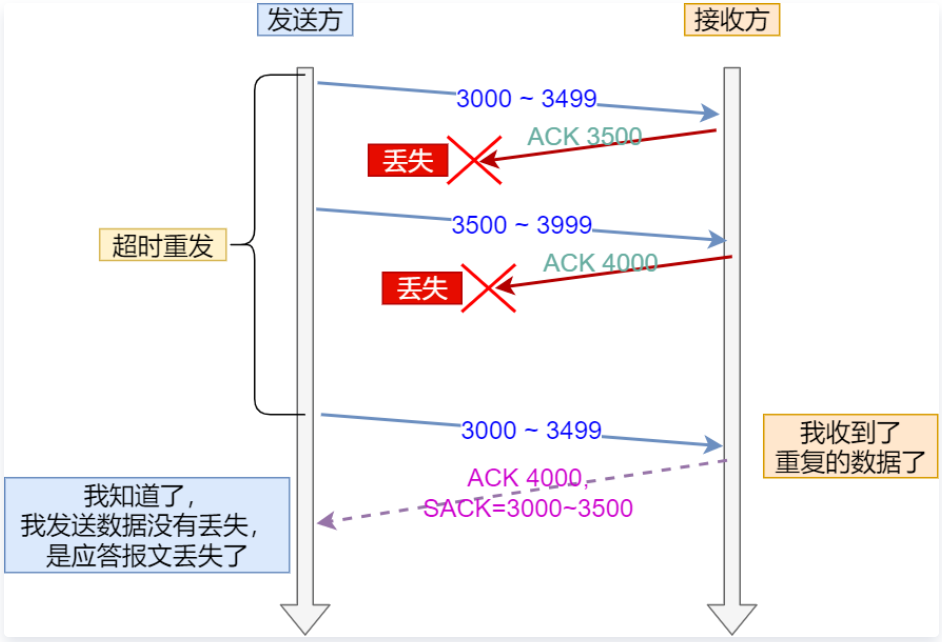 发送方
接收方
3000 ~ 3499
ACK 3500
丢失
3500 ~ 3999
超时重发
ACK 4000
丢失
3000 ~ 3499
我收到了
重复的数据了
ACK 4000,
SACK=3000~3500
我知道了,
我发送数据没有丢失,
是应答报文丢失了